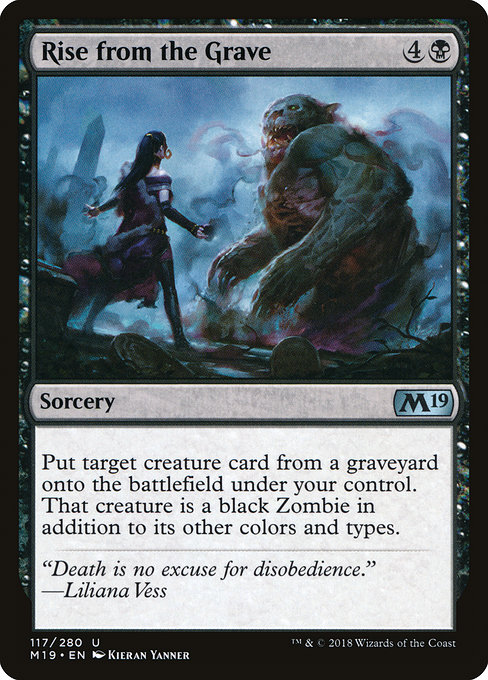 Rise from the Grave 4
Sorcery M19
Put target creature card from a graveyard
onto the battlefield under your control.
That creature is a black Zombie in
addition to its other colors and types.
“Death is no excuse for disobedience.”
—Liliana Vess
117/280 U
M19 • EN Kieran Yanner
™ & © 2018 Wizards of the Coast